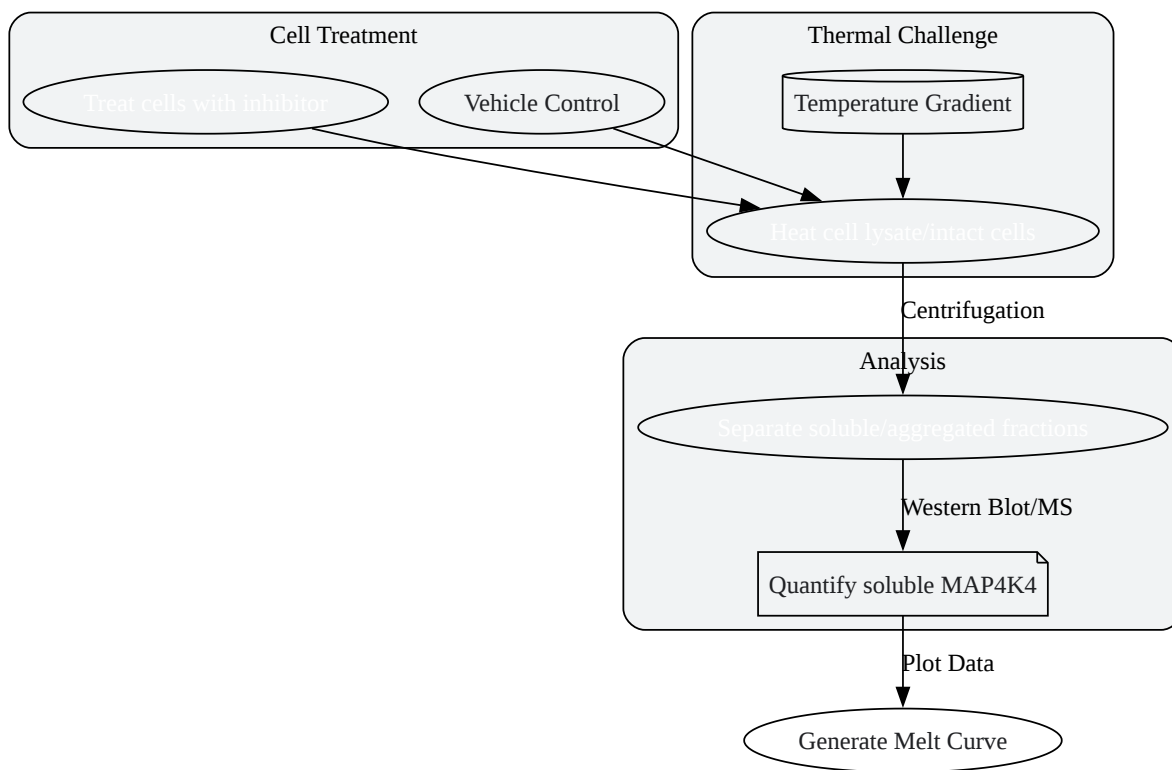 Cell Treatment
Thermal Challenge
Treat cells with inhibitor
Vehicle Control
Temperature Gradient
Heat cell lysate/intact cells
Centrifugation
Analysis
Separate soluble/aggregated fractions
Western Blot/MS
Quantify soluble MAP4K4
Plot Data
Generate Melt Curve